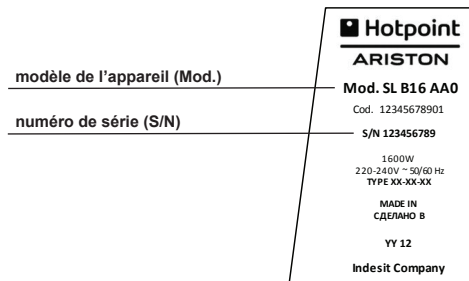 Hotpoint
ARISTON
modèle de l'appareil (Mod.)
Mod. SL B16 AA0
Cod. 12345678901
numéro de série (S/N)
S/N 123456789
1600W
220-240V ~ 50/60 Hz
TYPE XX-XX-XX
MADE IN
СДЕЛАНО В
YY 12
Indesit Company